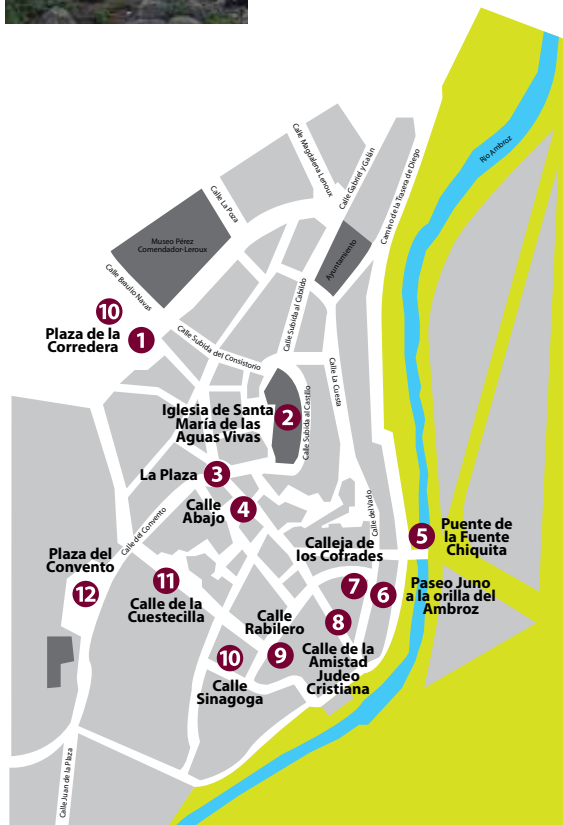 Río Ambroz
Calle Magdalena Leroux
Calle Gabriel y Galán
Camino de la Trasera de Diego
Calle La Poza
Museo Pérez
Comendador-Leroux
Ayuntamiento
Calle Braulio Navas
10
Plaza de la
Corredera
1
Calle Subida al Cabildo
Calle Subida del Consistorio
Calle La Cuesta
Iglesia de Santa
María de las
Aguas Vivas
2
Calle Subida al Castillo
La Plaza
3
Calle
Abajo
4
Calle del Vadio
Calle del Convento
Calleja de
los Cofrades
5
Puente de
la Fuente
Chiquita
Plaza del
Convento
12
11
Calle de la
Cuestecilla
7
6
Paseo Juno
a la orilla del
Ambroz
Calle
Rabilero
8
Calle de la
Amistad
Judeo
Cristiana
9
10
Calle
Sinagoga
Calle Juan de la Plaza